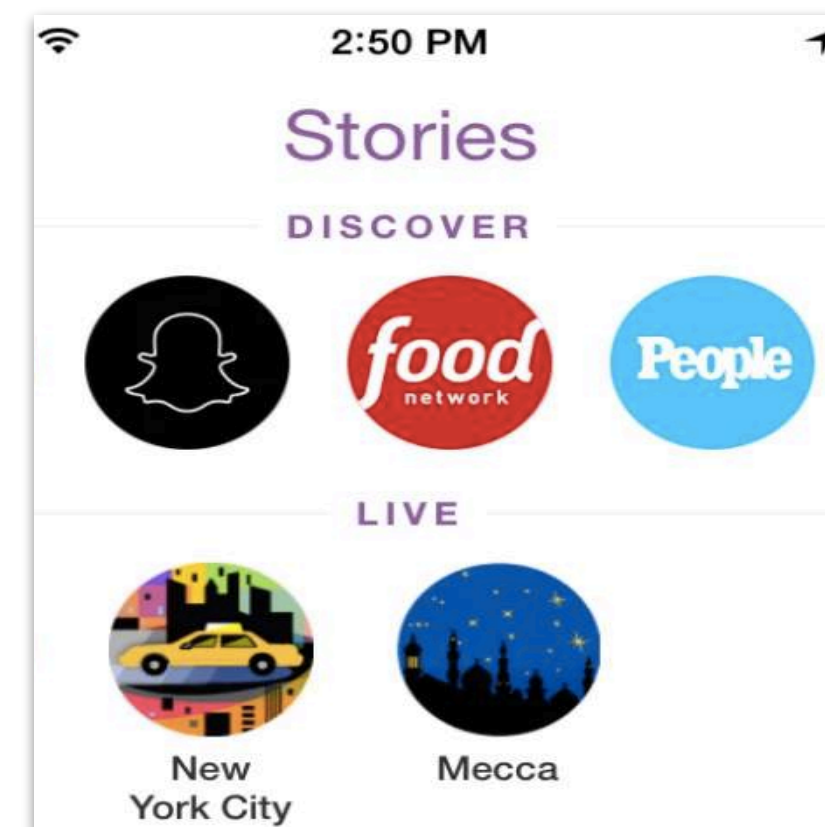 2:50 PM
Stories
DISCOVER
food
network
People
LIVE
New
York City
Mecca